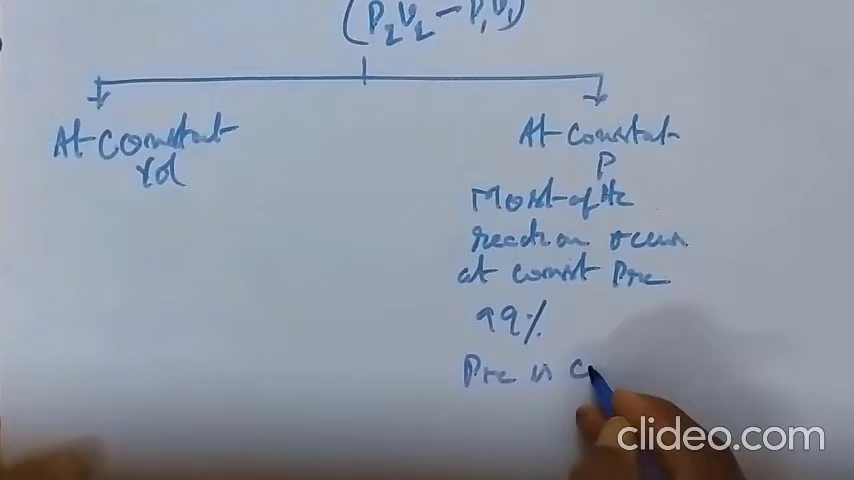 (P₂V₂ - P₁V₁)
At Constant Vol
At Constat P
Most of the
reaction occur
at const Pre
99%
Pre is c
clideo.com